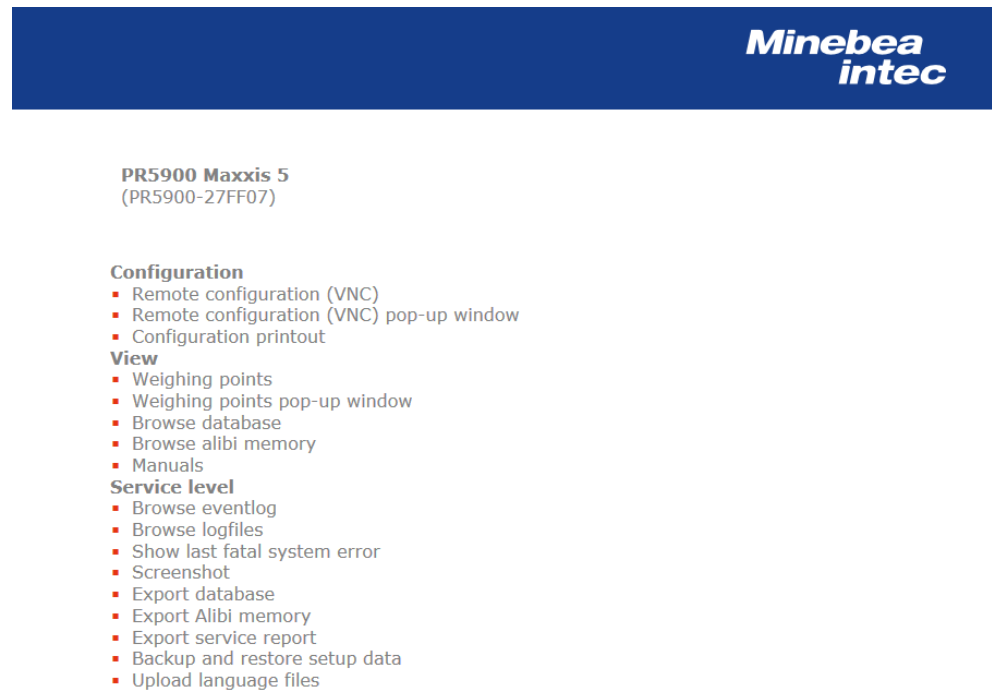 Minebea
intec
PR5900 Maxxis 5
(PR5900-27FF07)
Configuration
Remote configuration (VNC)
Remote configuration (VNC) pop-up window
Configuration printout
View
Weighing points
Weighing points pop-up window
Browse database
Browse alibi memory
Manuals
Service level
Browse eventlog
Browse logfiles
Show last fatal system error
Screenshot
Export database
Export Alibi memory
Export service report
Backup and restore setup data
Upload language files